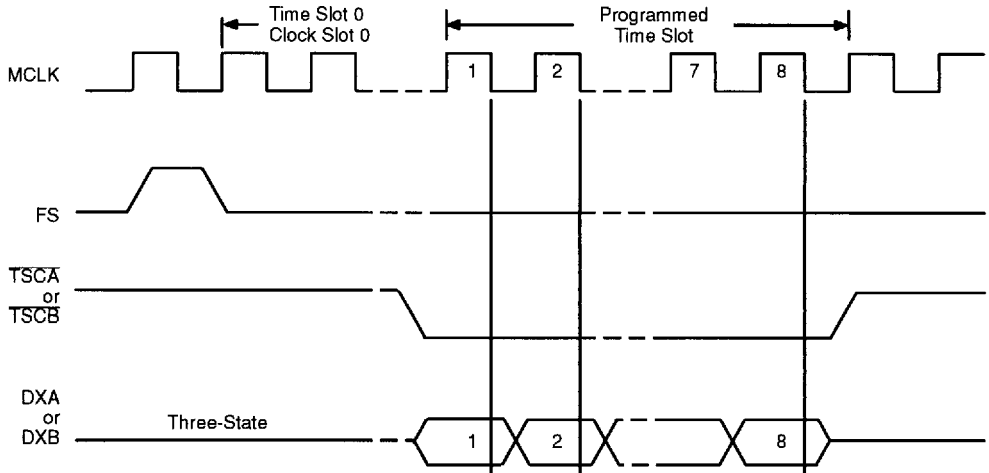 Time Slot 0
Clock Slot 0
Programmed
Time Slot
MCLK
1
2
7
8
FS
TSCA
or
TSCB
DXA
or
DXB
Three-State
1
2
8